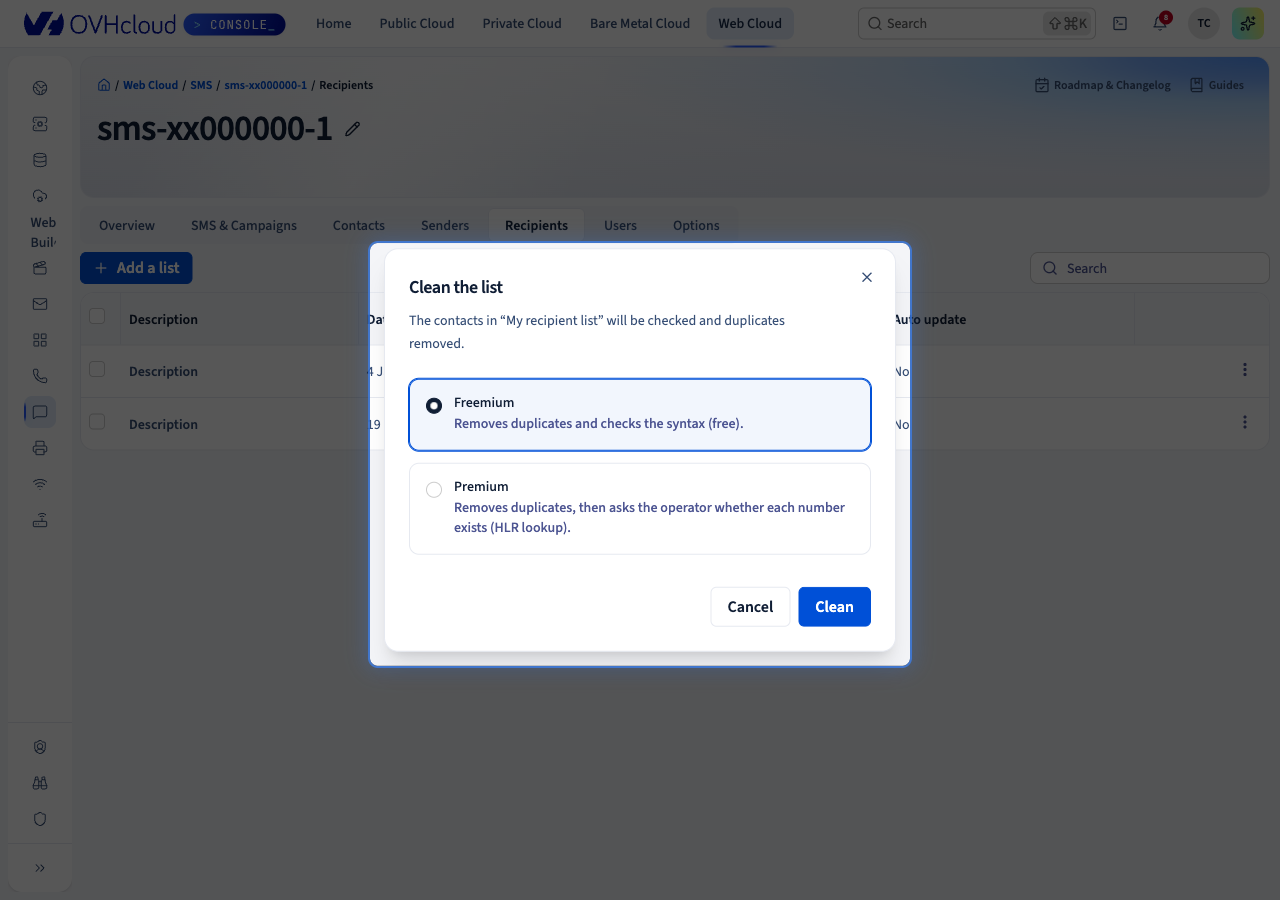 OVHcloud > CONSOLE_
Home
Public Cloud
Private Cloud
Bare Metal Cloud
Web Cloud
Search
⇧⌘K
8
TC
/ Web Cloud / SMS / sms-xx000000-1 / Recipients
Roadmap & Changelog
Guides
sms-xx000000-1
Web
Overview
SMS & Campaigns
Contacts
Senders
Recipients
Users
Options
Add a list
Search
Description
Auto update
Description
4 J
No
Description
19
No
Clean the list
The contacts in “My recipient list” will be checked and duplicates
removed.
Freemium
Removes duplicates and checks the syntax (free).
Premium
Removes duplicates, then asks the operator whether each number
exists (HLR lookup).
Cancel
Clean